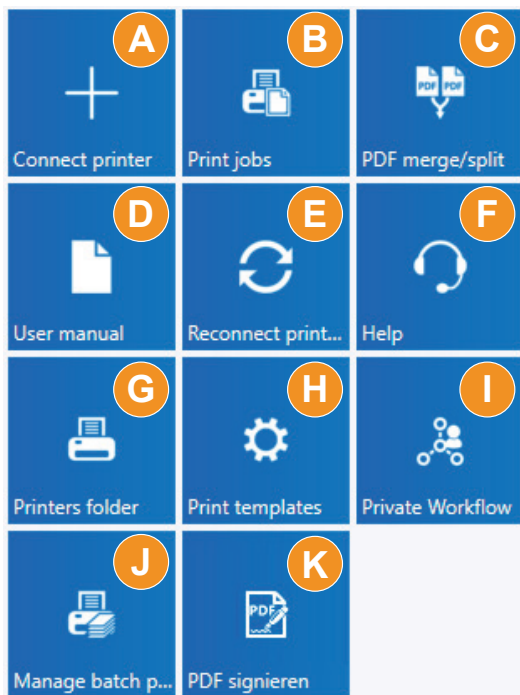 A
Connect printer
B
Print jobs
C
PDF PDF
PDF merge/split
D
User manual
E
Reconnect print...
F
Help
G
Printers folder
H
Print templates
I
Private Workflow
J
Manage batch p...
K
PDF
PDF signieren